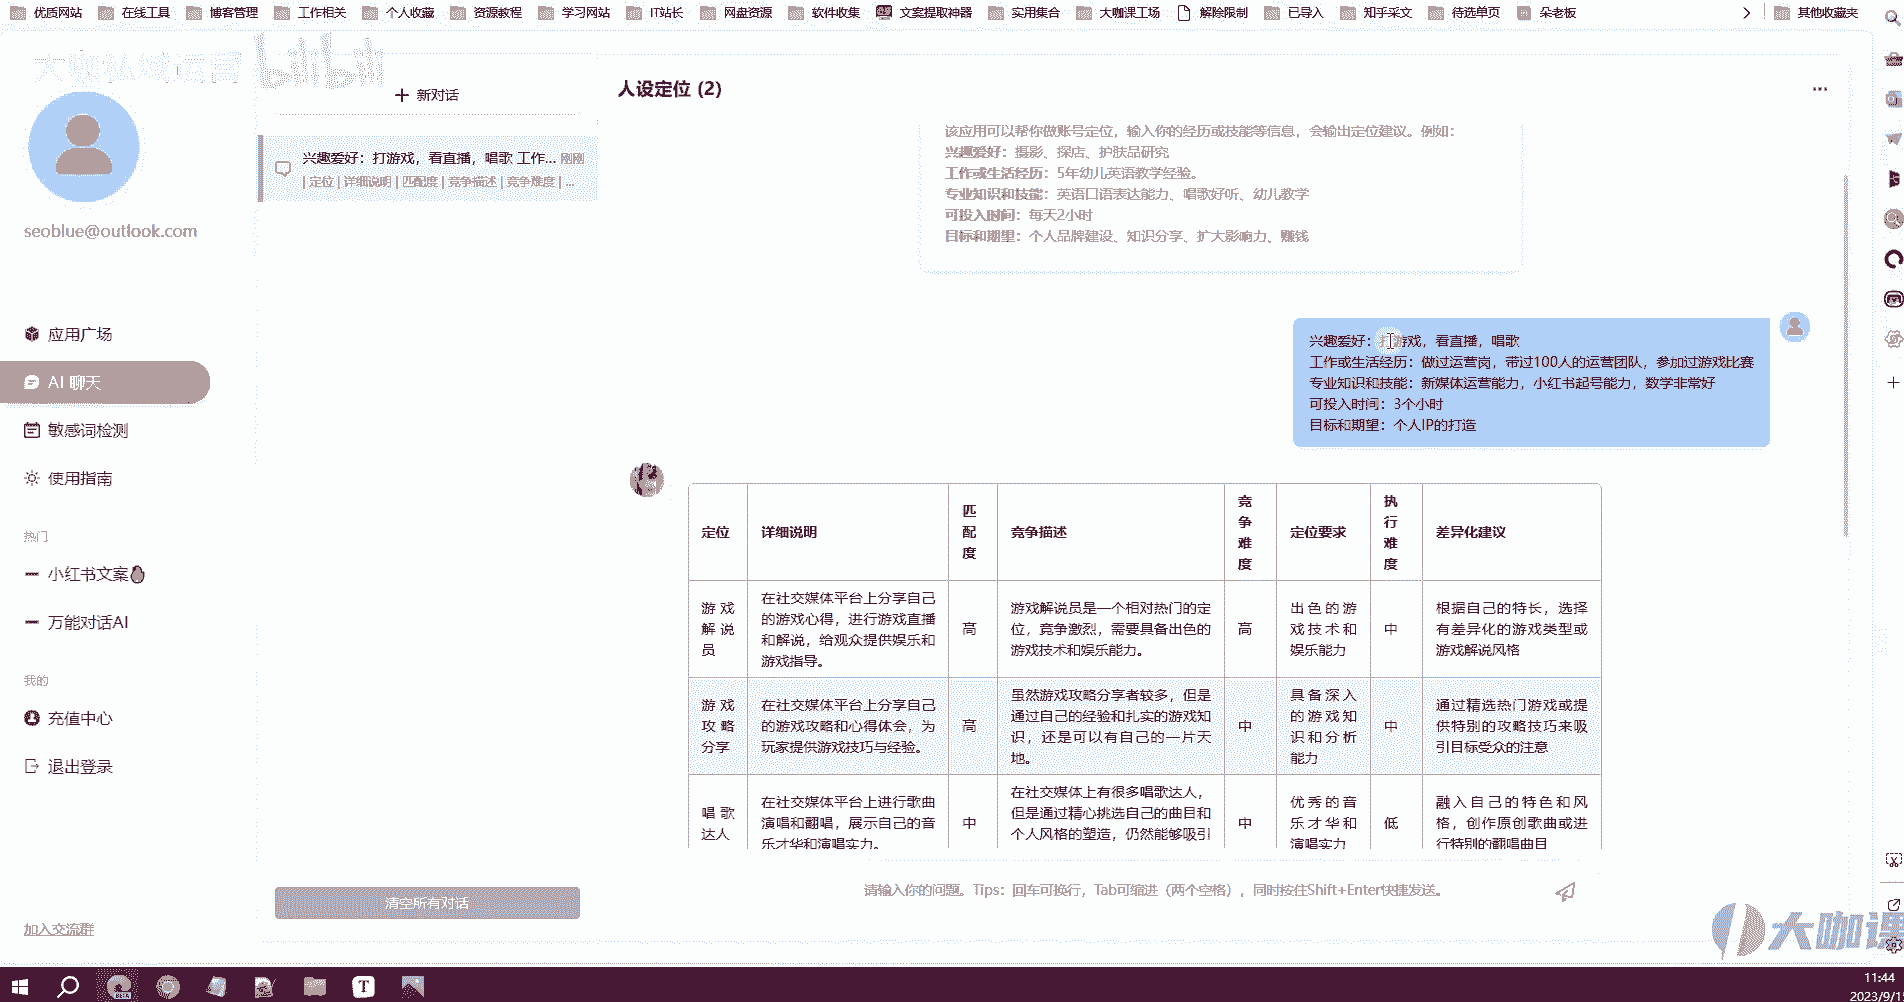 优质网站 在线工具 博客管理 工作相关 个人收藏 资源教程 学习网站 IT站长 网盘资源 软件收集 文案提取神器 实用集合 大咖课工场 解除限制 已导入 知乎采文 待选单页 朵老板 其他收藏夹
大咖私域运营 bilibili
seoblue@outlook.com
应用广场
AI 聊天
敏感词检测
使用指南
热门
小红书文案
万能对话AI
我的
充值中心
退出登录
加入交流群
+ 新对话
兴趣爱好：打游戏，看直播，唱歌 工作... 刚刚
| 定位 | 详细说明 | 匹配度 | 竞争描述 | 竞争难度 | ...
清空所有对话
人设定位 (2)
...
该应用可以帮你做账号定位，输入你的经历或技能等信息，会输出定位建议。例如：
兴趣爱好：摄影、探店、护肤品研究
工作或生活经历：5年幼儿英语教学经验。
专业知识和技能：英语口语表达能力、唱歌好听、幼儿教学
可投入时间：每天2小时
目标和期望：个人品牌建设、知识分享、扩大影响力、赚钱
兴趣爱好：打游戏，看直播，唱歌
工作或生活经历：做过运营岗，带过100人的运营团队，参加过游戏比赛
专业知识和技能：新媒体运营能力，小红书起号能力，数学非常好
可投入时间：3个小时
目标和期望：个人IP的打造
定位 详细说明 匹配度 竞争描述 竞争难度 定位要求 执行难度 差异化建议
游戏
解说
员
在社交媒体平台上分享自己
的游戏心得，进行游戏直播
和解说，给观众提供娱乐和
游戏指导。
高
游戏解说员是一个相对热门的定
位，竞争激烈，需要具备出色的
游戏技术和娱乐能力。
高
出色的游
戏技术和
娱乐能力
中
根据自己的特长，选择
有差异化的游戏类型或
游戏解说风格
游戏
攻略
分享
在社交媒体平台上分享自己
的游戏攻略和心得体会，为
玩家提供游戏技巧与经验。
高
虽然游戏攻略分享者较多，但是
通过自己的经验和扎实的游戏知
识，还是可以有自己的一片天
地。
中
具备深入
的游戏知
识和分析
能力
中
通过精选热门游戏或提
供特别的攻略技巧来吸
引目标受众的注意
唱歌
达人
在社交媒体平台上进行歌曲
演唱和翻唱，展示自己的音
乐才华和演唱实力。
中
在社交媒体上有很多唱歌达人，
但是通过精心挑选自己的曲目和
个人风格的塑造，仍然能够吸引
中
优秀的音
乐才华和
演唱实力
低
融入自己的特色和风
格，创作原创歌曲或进
行特别的翻唱曲目
请输入你的问题。Tips：回车可换行，Tab可缩进（两个空格），同时按住Shift+Enter快捷发送。
大咖课
BETA
T
11:44
2023/9/1